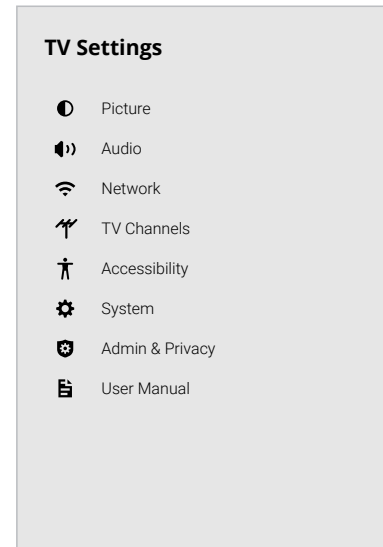 TV Settings
Picture
Audio
Network
TV Channels
Accessibility
System
Admin & Privacy
User Manual